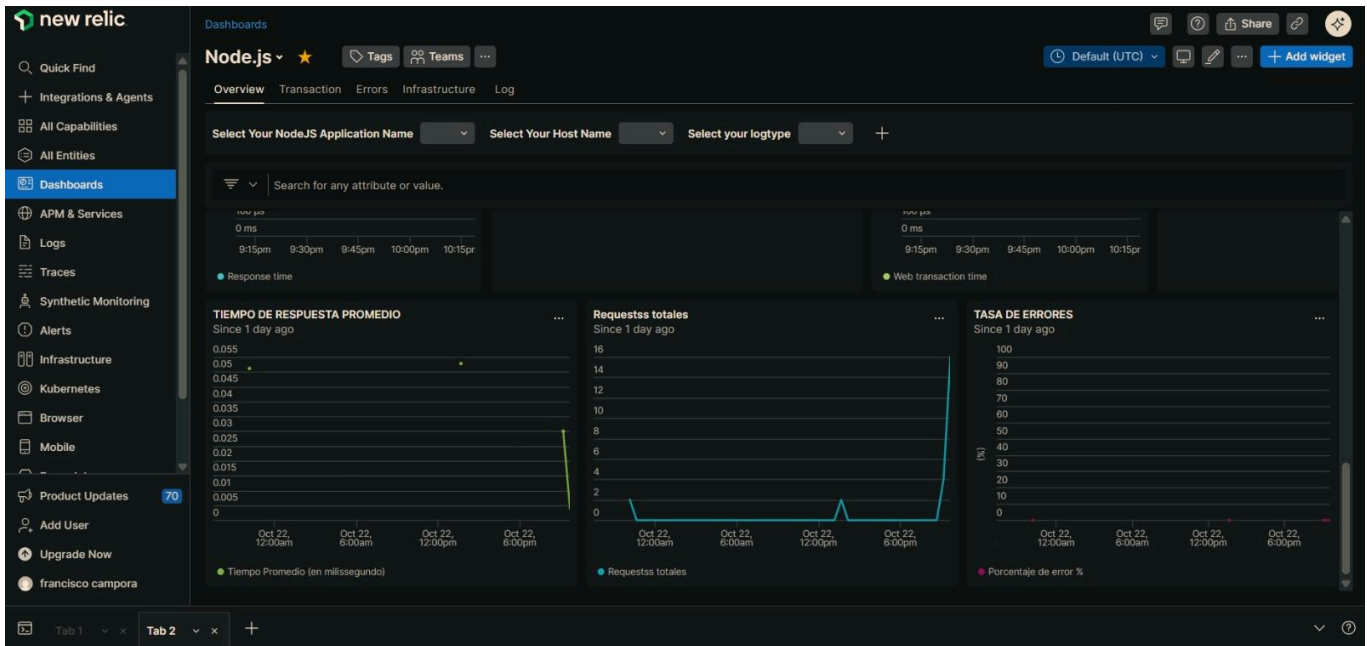 new relic
Quick Find
Integrations & Agents
All Capabilities
All Entities
Dashboards
APM & Services
Logs
Traces
Synthetic Monitoring
Alerts
Infrastructure
Kubernetes
Browser
Mobile
Product Updates 70
Add User
Upgrade Now
francisco campora
Dashboards
Share
Node.js
Tags Teams ...
Default (UTC) ... + Add widget
Overview Transaction Errors Infrastructure Log
Select Your NodeJS Application Name Select Your Host Name Select your logtype +
Search for any attribute or value.
100 µs
0 ms
9:15pm 9:30pm 9:45pm 10:00pm 10:15pr
Response time
100 µs
0 ms
9:15pm 9:30pm 9:45pm 10:00pm 10:15pr
Web transaction time
TIEMPO DE RESPUESTA PROMEDIO ...
Since 1 day ago
0.055
0.05
0.045
0.04
0.035
0.03
0.025
0.02
0.015
0.01
0.005
0
Oct 22, Oct 22, Oct 22, Oct 22,
12:00am 6:00am 12:00pm 6:00pm
Tiempo Promedio (en milissegundo)
Requestss totales ...
Since 1 day ago
16
14
12
10
8
6
4
2
0
Oct 22, Oct 22, Oct 22, Oct 22,
12:00am 6:00am 12:00pm 6:00pm
Requestss totales
TASA DE ERRORES ...
Since 1 day ago
100
90
80
70
60
50
40
30
20
10
0
(%)
Oct 22, Oct 22, Oct 22, Oct 22,
12:00am 6:00am 12:00pm 6:00pm
Porcentaje de error %
Tab 1 × Tab 2 × +